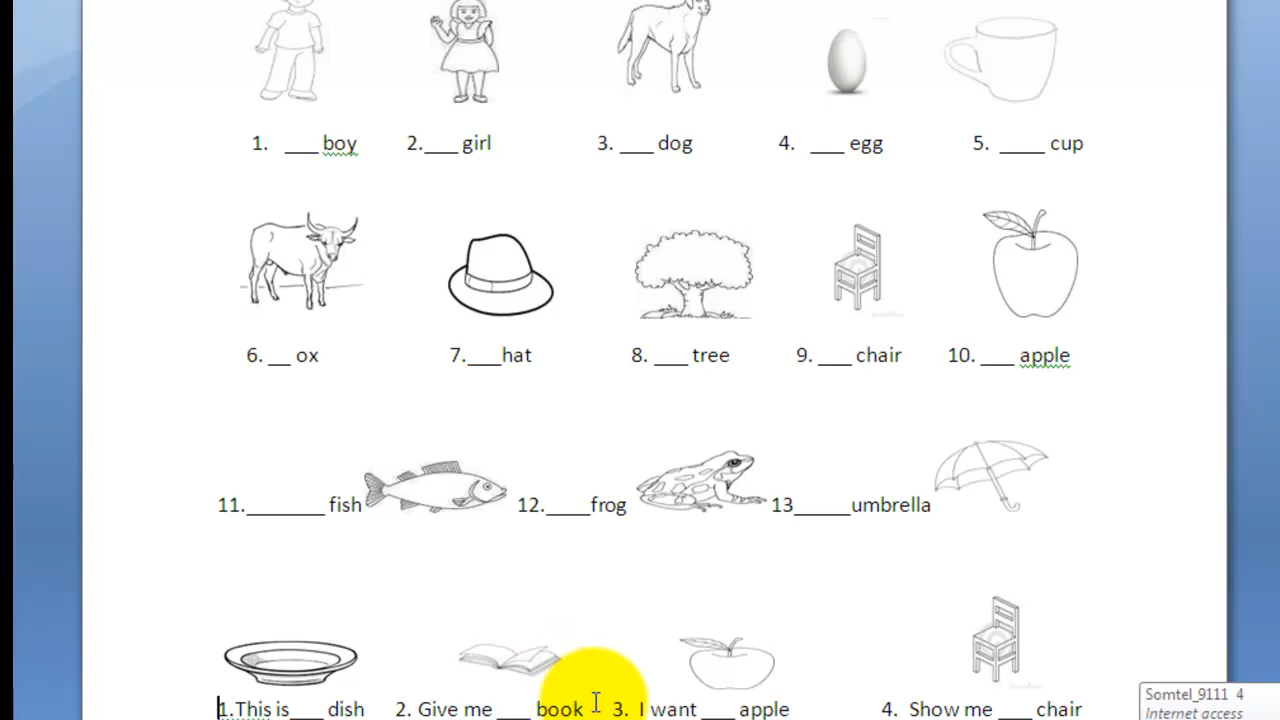 1. ___ boy 2.___ girl 3. ___ dog 4. ___ egg 5. ____ cup
6. __ ox 7.___hat 8. ___ tree 9. ___ chair 10. ___ apple
11._______ fish 12.____frog 13_____umbrella
1.This is___ dish 2. Give me ___ book 3. I want ___ apple 4. Show me ___ chair
Somtel_9111 4
Internet access